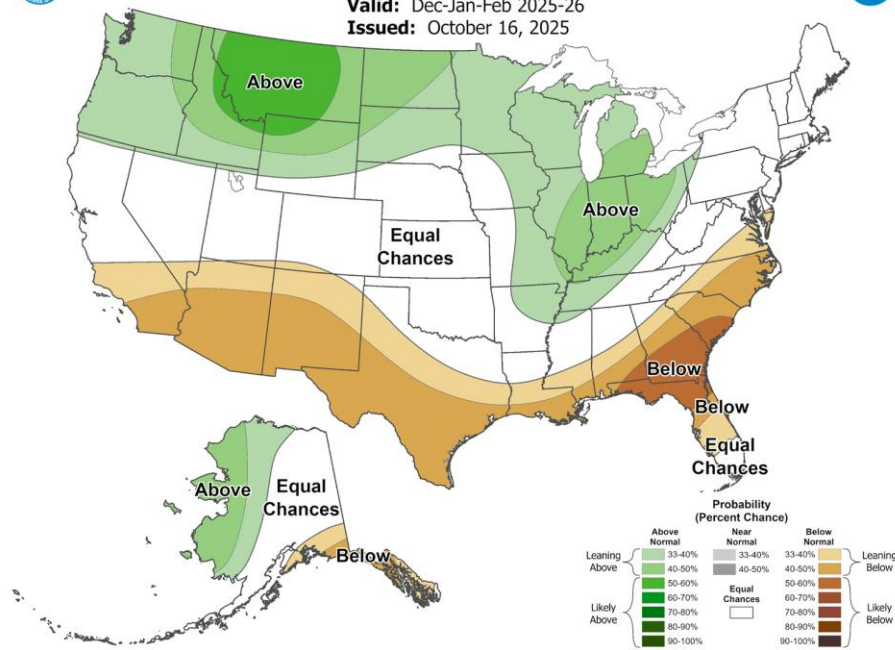 Valid: Dec-Jan-Feb 2025-26
Issued: October 16, 2025
Above
Above
Equal
Chances
Below
Below
Equal
Chances
Above
Equal
Chances
Below
Probability
(Percent Chance)
Above
Normal
Near
Normal
Below
Normal
Leaning
Above
33-40%
33-40%
33-40%
Leaning
Below
40-50%
40-50%
40-50%
Likely
Above
50-60%
Equal
Chances
50-60%
Likely
Below
60-70%
60-70%
70-80%
70-80%
80-90%
80-90%
90-100%
90-100%